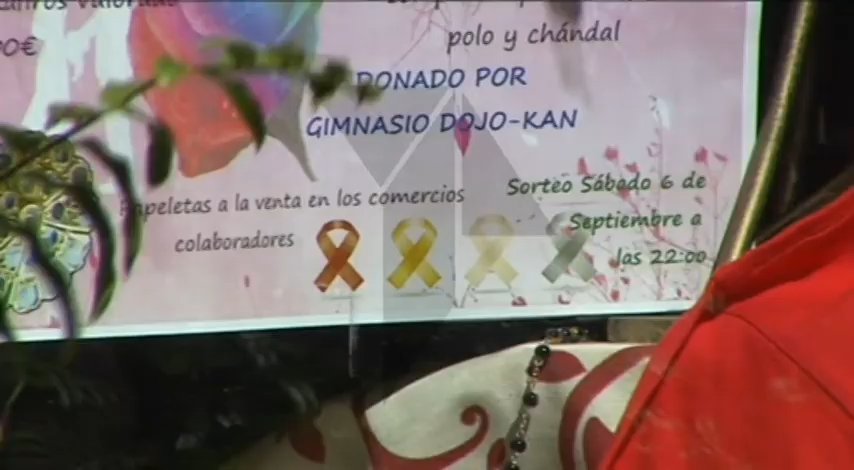 polo y chándal
0€
DONADO POR
GIMNASIO DOJO-KAN
Papeletas a la venta en los comercios
colaboradores
Sorteo Sábado 6 de
Septiembre a
las 22:00